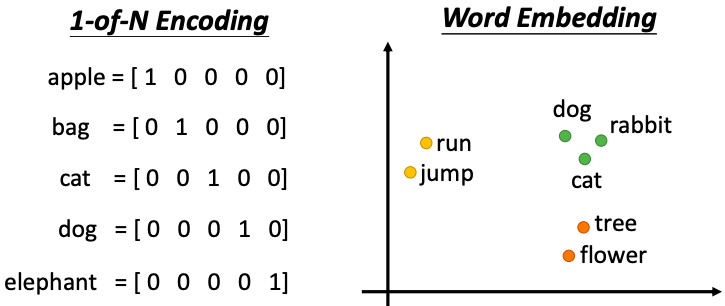 1-of-N Encoding
apple = [ 1 0 0 0 0]
bag = [ 0 1 0 0 0]
cat = [ 0 0 1 0 0]
dog = [ 0 0 0 1 0]
elephant = [ 0 0 0 0 1]
Word Embedding
dog
rabbit
run
jump
cat
tree
flower